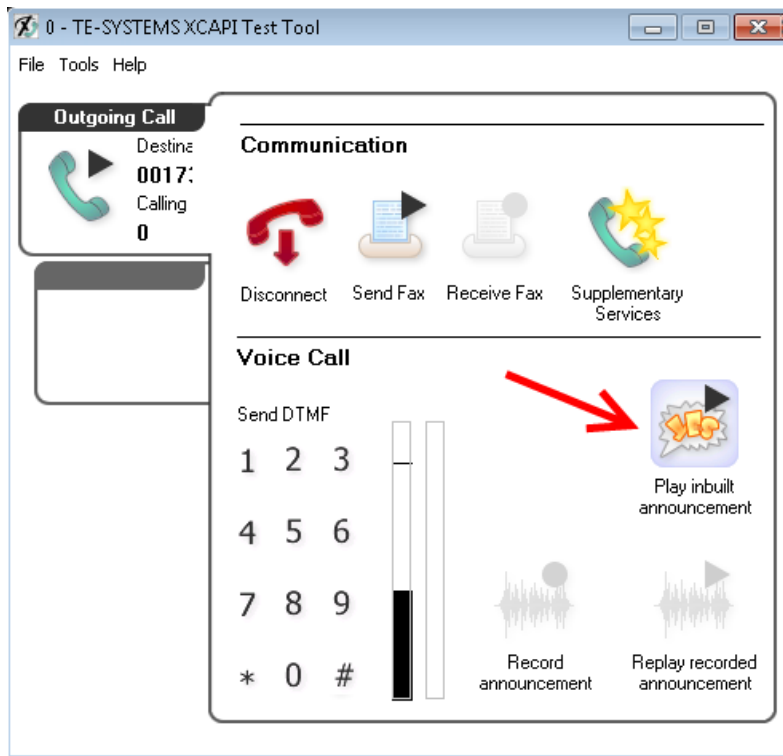 0 - TE-SYSTEMS XCAPI Test Tool
File Tools Help
Outgoing Call
Destina
00173
Calling
0
Communication
Disconnect
Send Fax
Receive Fax
Supplementary
Services
Voice Call
Send DTMF
1 2 3
4 5 6
7 8 9
* 0 #
YES
Play inbuilt
announcement
Record
announcement
Replay recorded
announcement